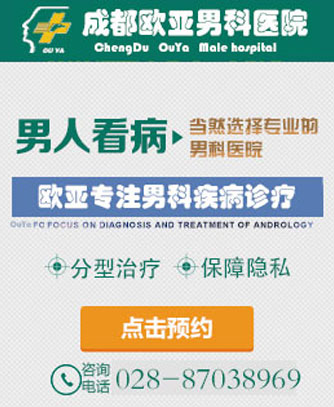 成都欧亚男科医院
OU YA
ChengDu OuYa Male hospital
男人看病
当然选择专业的
男科医院
欧亚专注男科疾病诊疗
OuYa FC FOCUS ON DIAGNOSIS AND TREATMENT OF ANDROLOGY
分型治疗 保障隐私
点击预约
咨询
电话 028-87038969